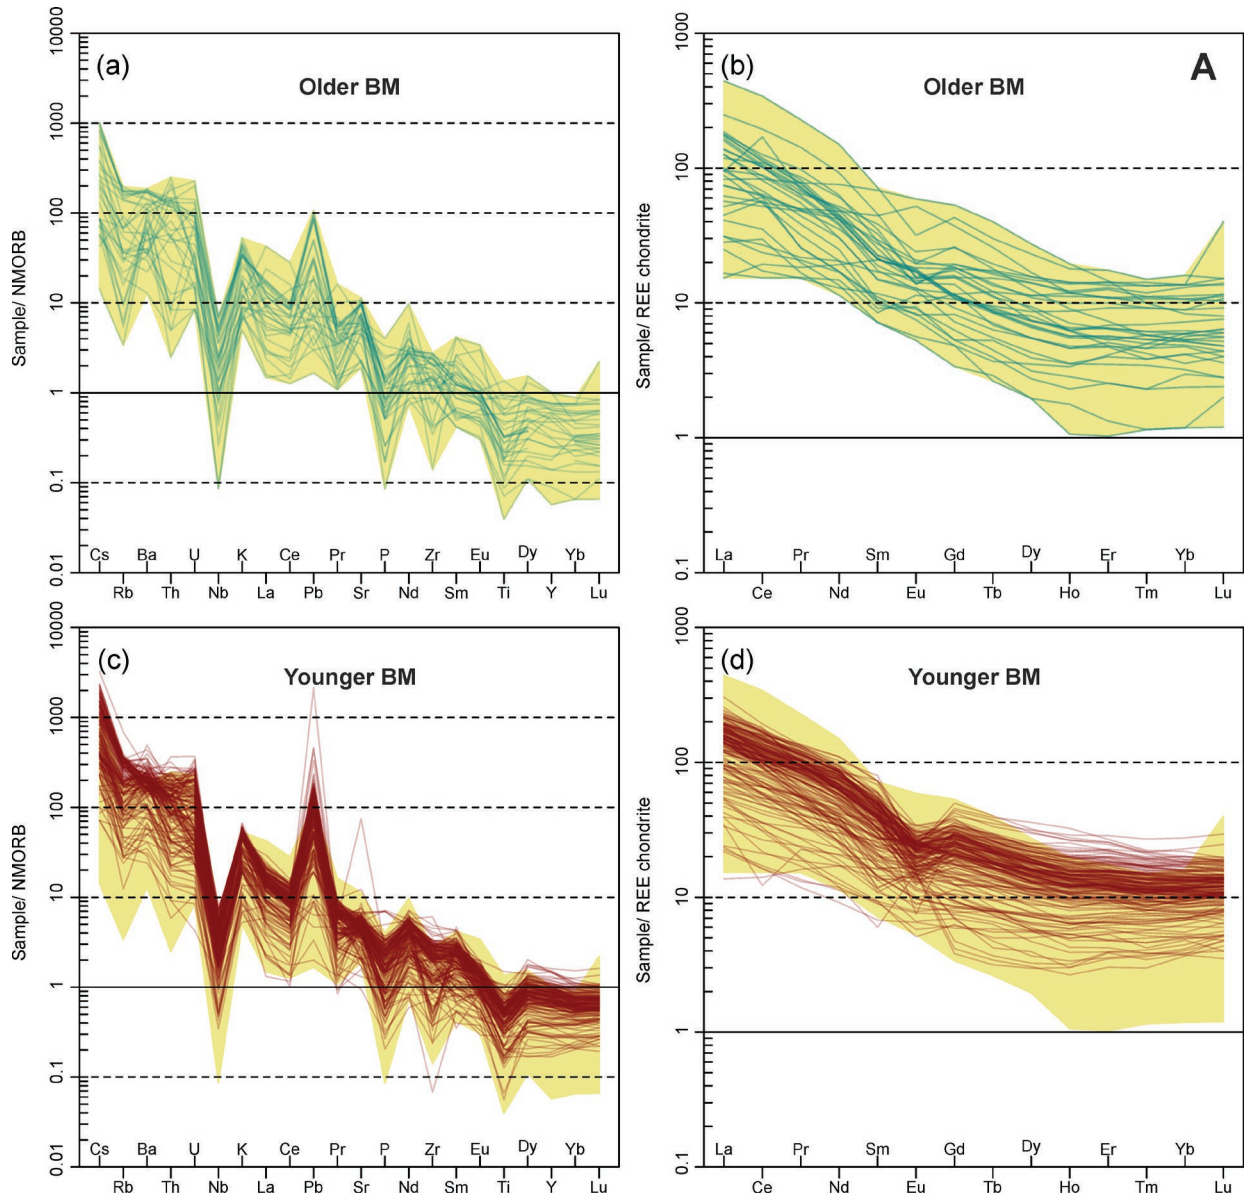 (a)
Older BM
Sample/ NMORB
10000
1000
100
10
1
0.1
0.01
Cs Ba U K Ce Pr P Zr Eu Dy Yb
Rb Th Nb La Pb Sr Nd Sm Ti Y Lu
(b)
Older BM
A
Sample/ REE chondrite
1000
100
10
1
0.1
La Pr Sm Gd Dy Er Yb
Ce Nd Eu Tb Ho Tm Lu
(c)
Younger BM
Sample/ NMORB
10000
1000
100
10
1
0.1
0.01
Cs Ba U K Ce Pr P Zr Eu Dy Yb
Rb Th Nb La Pb Sr Nd Sm Ti Y Lu
(d)
Younger BM
Sample/ REE chondrite
1000
100
10
1
0.1
La Pr Sm Gd Dy Er Yb
Ce Nd Eu Tb Ho Tm Lu